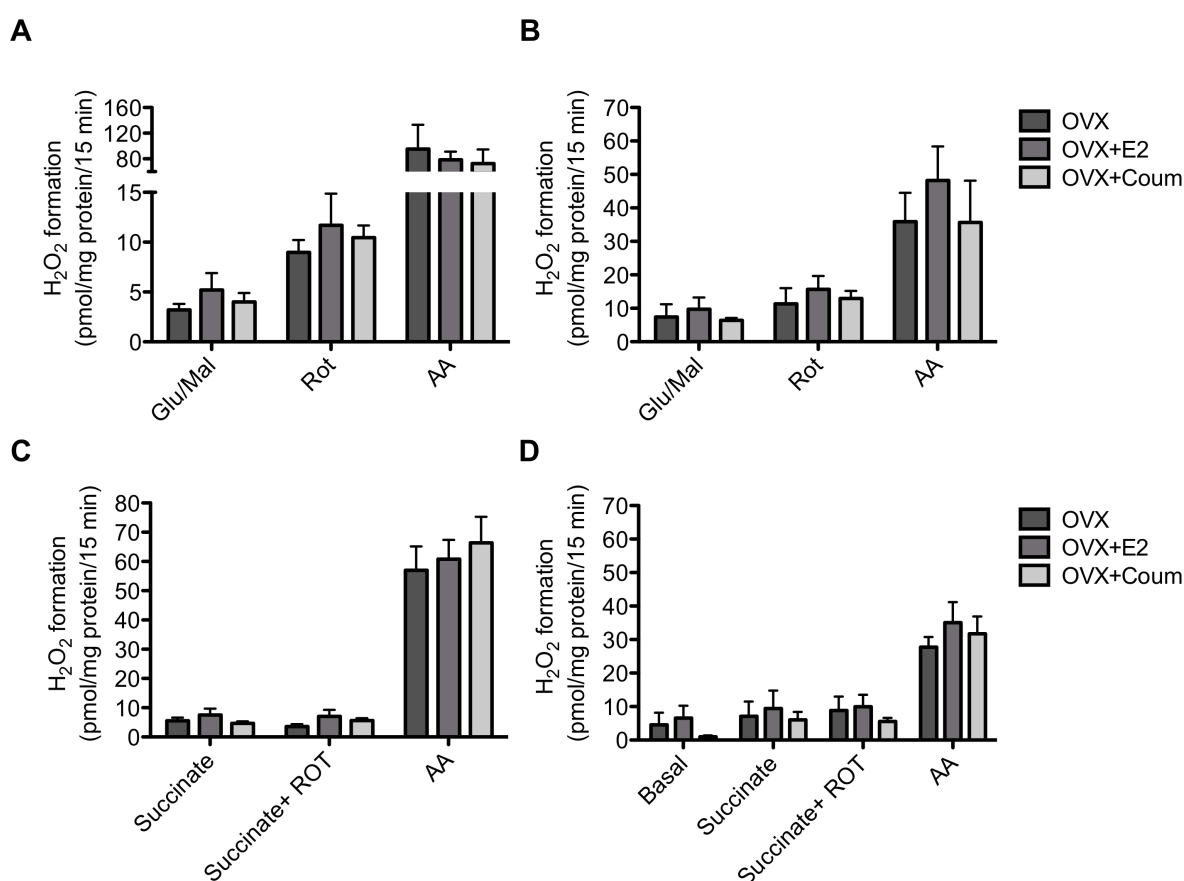 A
H2O2 formation
(pmol/mg protein/15 min)
160
120
80
15
10
5
0
Glu/Mal
Rot
AA
B
H2O2 formation
(pmol/mg protein/15 min)
70
60
50
40
30
20
10
0
Glu/Mal
Rot
AA
OVX
OVX+E2
OVX+Coum
C
H2O2 formation
(pmol/mg protein/15 min)
80
70
60
50
40
30
20
10
0
Succinate
Succinate+ ROT
AA
D
H2O2 formation
(pmol/mg protein/15 min)
70
60
50
40
30
20
10
0
Basal
Succinate
Succinate+ ROT
AA
OVX
OVX+E2
OVX+Coum